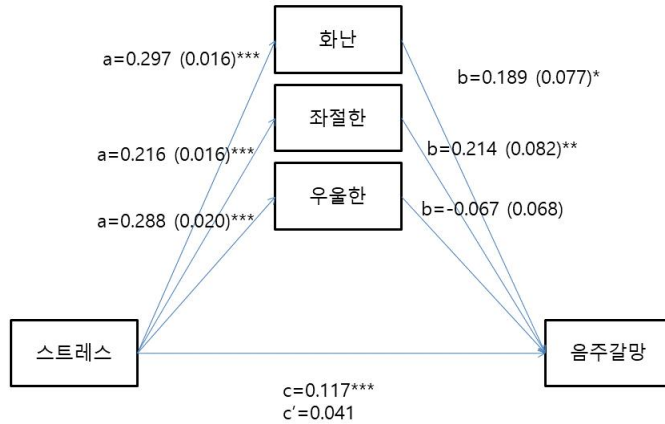 화난
a=0.297 (0.016)***
b=0.189 (0.077)*
좌절한
a=0.216 (0.016)***
b=0.214 (0.082)**
우울한
a=0.288 (0.020)***
b=-0.067 (0.068)
스트레스
음주갈망
c=0.117***
c′=0.041